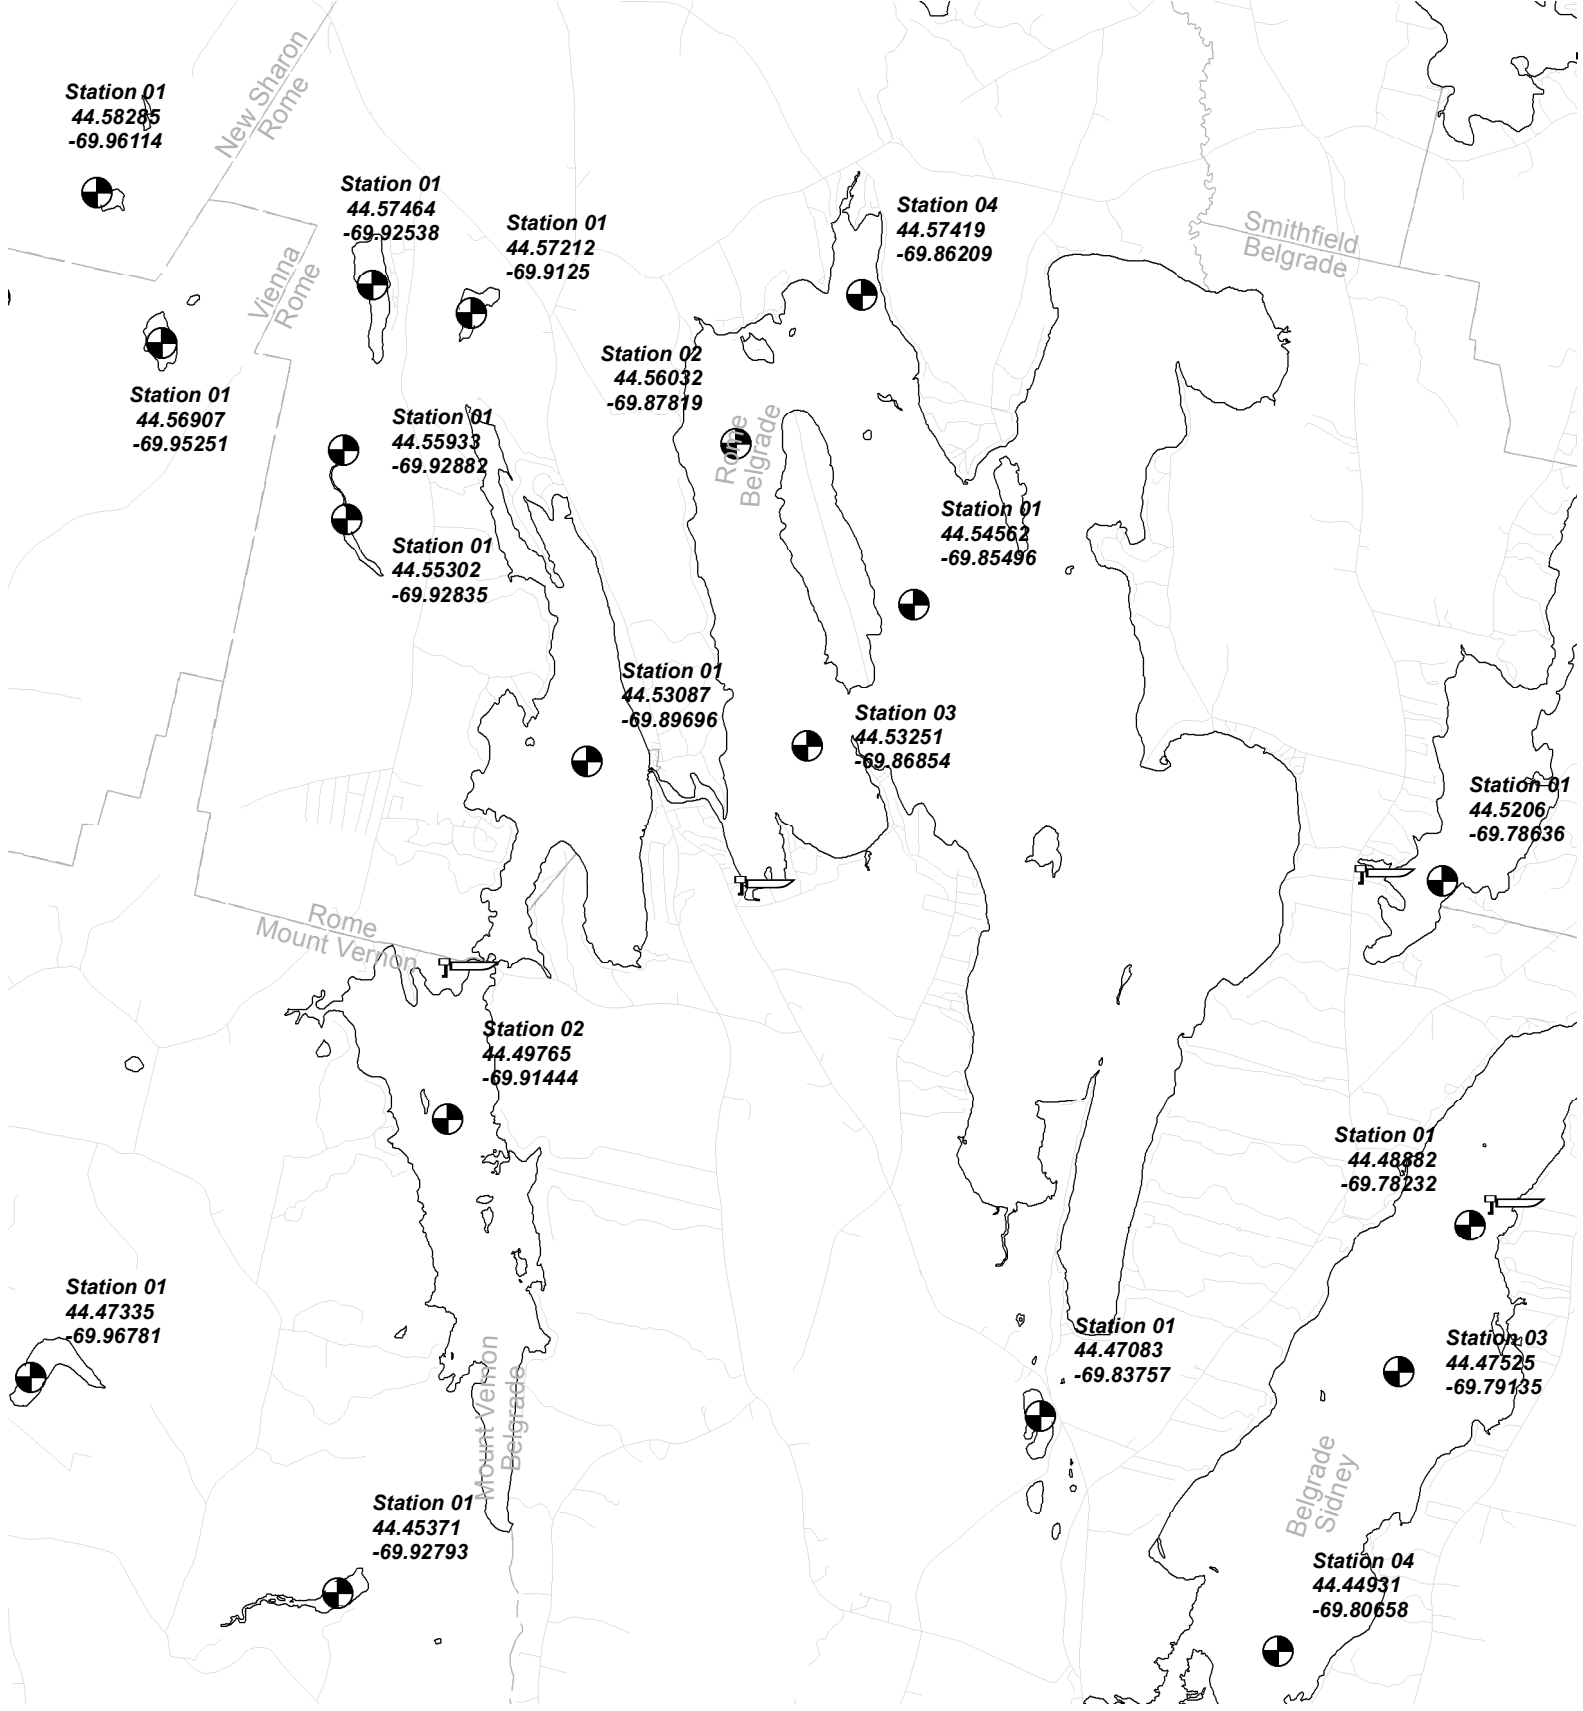 Station 01
44.58285
-69.96114
New Sharon
Rome
Station 01
44.57464
-69.92538
Station 01
44.57212
-69.9125
Station 04
44.57419
-69.86209
Smithfield
Belgrade
Vienna
Rome
Station 02
44.56032
-69.87819
Station 01
44.56907
-69.95251
Station 01
44.55933
-69.92882
Rome
Belgrade
Station 01
44.54562
-69.85496
Station 01
44.55302
-69.92835
Station 01
44.53087
-69.89696
Station 03
44.53251
-69.86854
Station 01
44.5206
-69.78636
Rome
Mount Vernon
Station 02
44.49765
-69.91444
Station 01
44.48882
-69.78232
Station 01
44.47335
-69.96781
Station 01
44.47083
-69.83757
Station 03
44.47525
-69.79135
Mount Vernon
Belgrade
Belgrade
Sidney
Station 01
44.45371
-69.92793
Station 04
44.44931
-69.80658